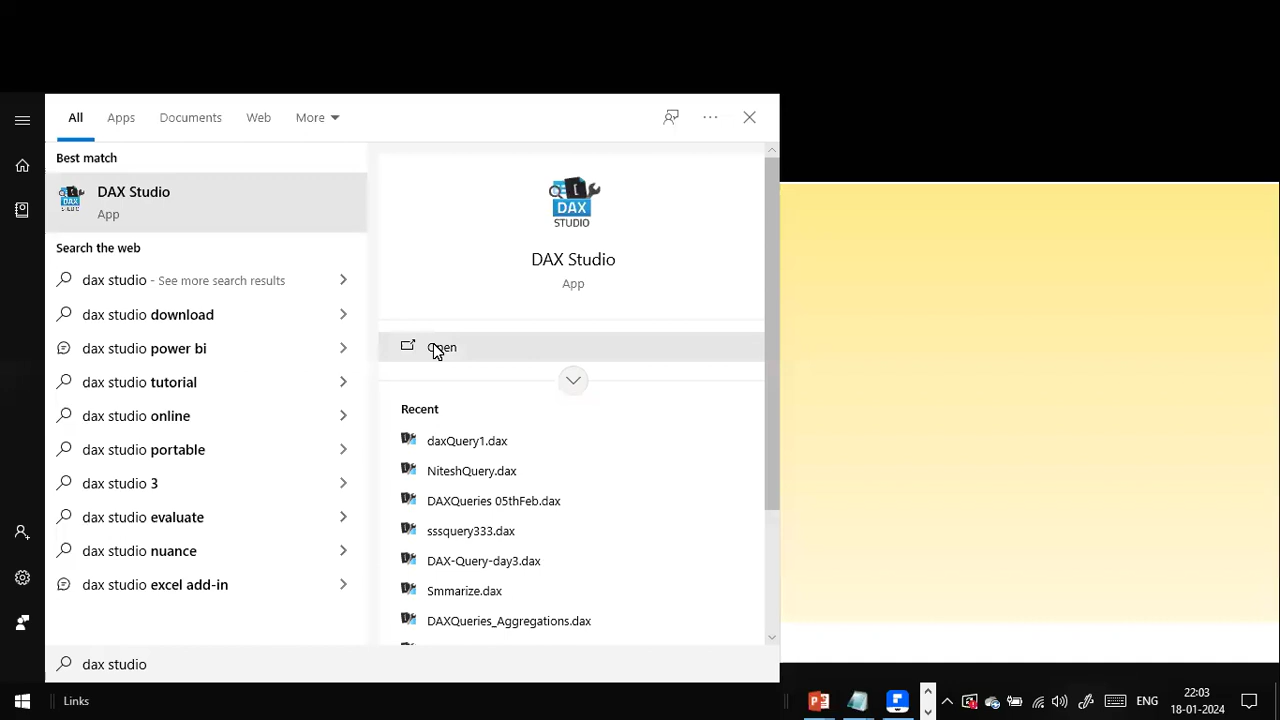 All Apps Documents Web More
Best match
DAX Studio
App
Search the web
dax studio - See more search results
dax studio download
dax studio power bi
dax studio tutorial
dax studio online
dax studio portable
dax studio 3
dax studio evaluate
dax studio nuance
dax studio excel add-in
DAX
STUDIO
DAX Studio
App
Open
Recent
daxQuery1.dax
NiteshQuery.dax
DAXQueries 05thFeb.dax
sssquery333.dax
DAX-Query-day3.dax
Smmarize.dax
DAXQueries_Aggregations.dax
dax studio
Links
ENG
22:03
18-01-2024